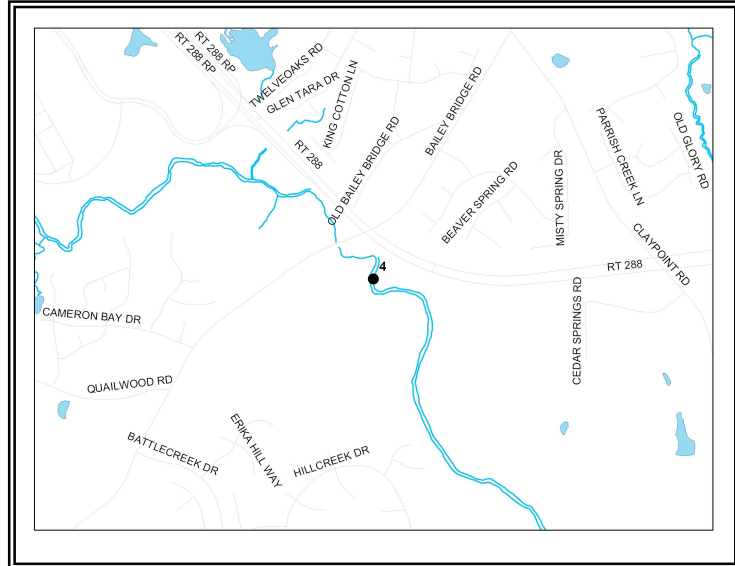 RT 288 RP
RT 288 RP
TWELVEOAKS RD
GLEN TARA DR
KING COTTON LN
RT 288
OLD BAILEY BRIDGE RD
BAILEY BRIDGE RD
BEAVER SPRING RD
MISTY SPRING DR
PARRISH CREEK LN
OLD GLORY RD
CLAYPOINT RD
RT 288
4
CEDAR SPRINGS RD
CAMERON BAY DR
QUAILWOOD RD
BATTLECREEK DR
ERIKA HILL WAY
HILLCREEK DR